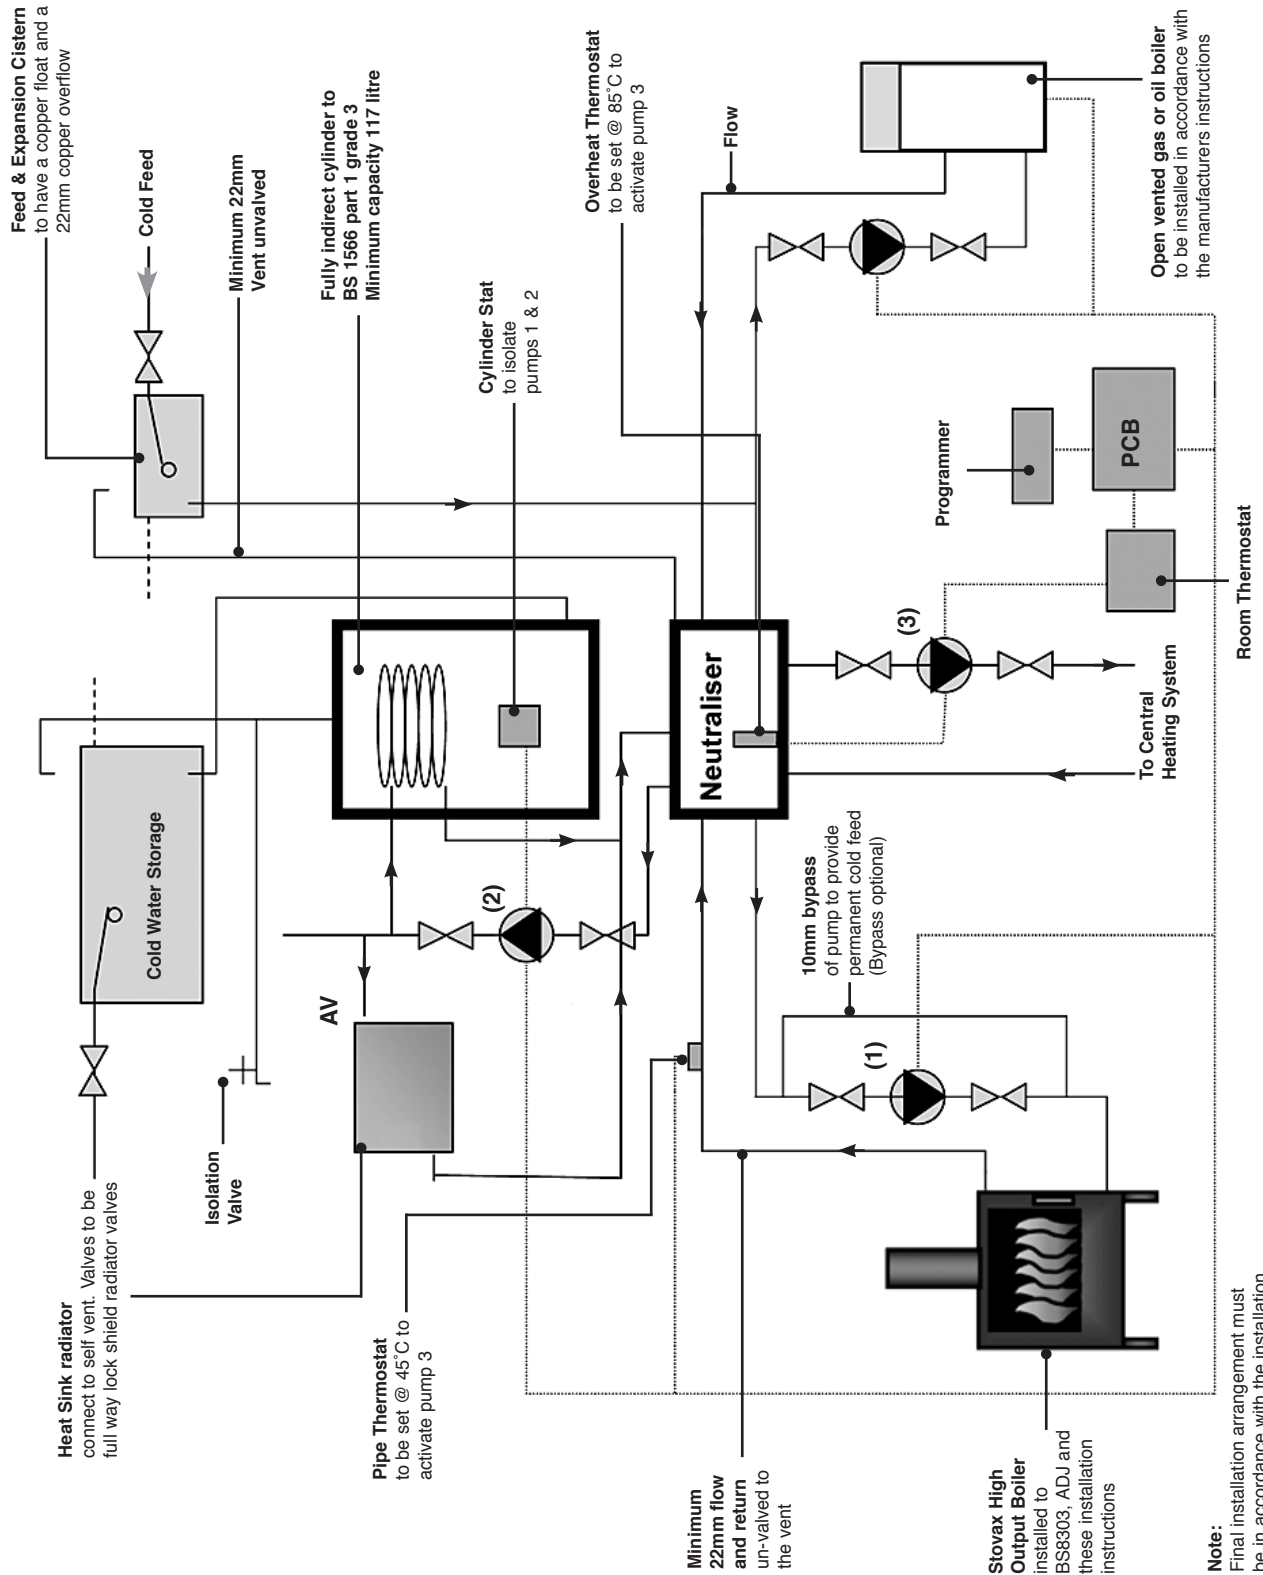 Feed & Expansion Cistern
to have a copper float and a
22mm copper overflow
Cold Feed
Minimum 22mm
Vent unvalved
Fully indirect cylinder to
BS 1566 part 1 grade 3
Minimum capacity 117 litre
Cylinder Stat
to isolate
pumps 1 & 2
Overheat Thermostat
to be set @ 85˚C to
activate pump 3
Flow
Open vented gas or oil boiler
to be installed in accordance with
the manufacturers instructions
Programmer
PCB
Room Thermostat
Cold Water Storage
Neutraliser
(3)
To Central
Heating System
(2)
AV
10mm bypass
of pump to provide
permanent cold feed
(Bypass optional)
(1)
Isolation
Valve
Heat Sink radiator
connect to self vent. Valves to be
full way lock shield radiator valves
Pipe Thermostat
to be set @ 45˚C to
activate pump 3
Minimum
22mm flow
and return
un-valved to
the vent
Stovax High
Output Boiler
installed to
BS8303, ADJ and
these installation
instructions
Note:
Final installation arrangement must
be in accordance with the installation